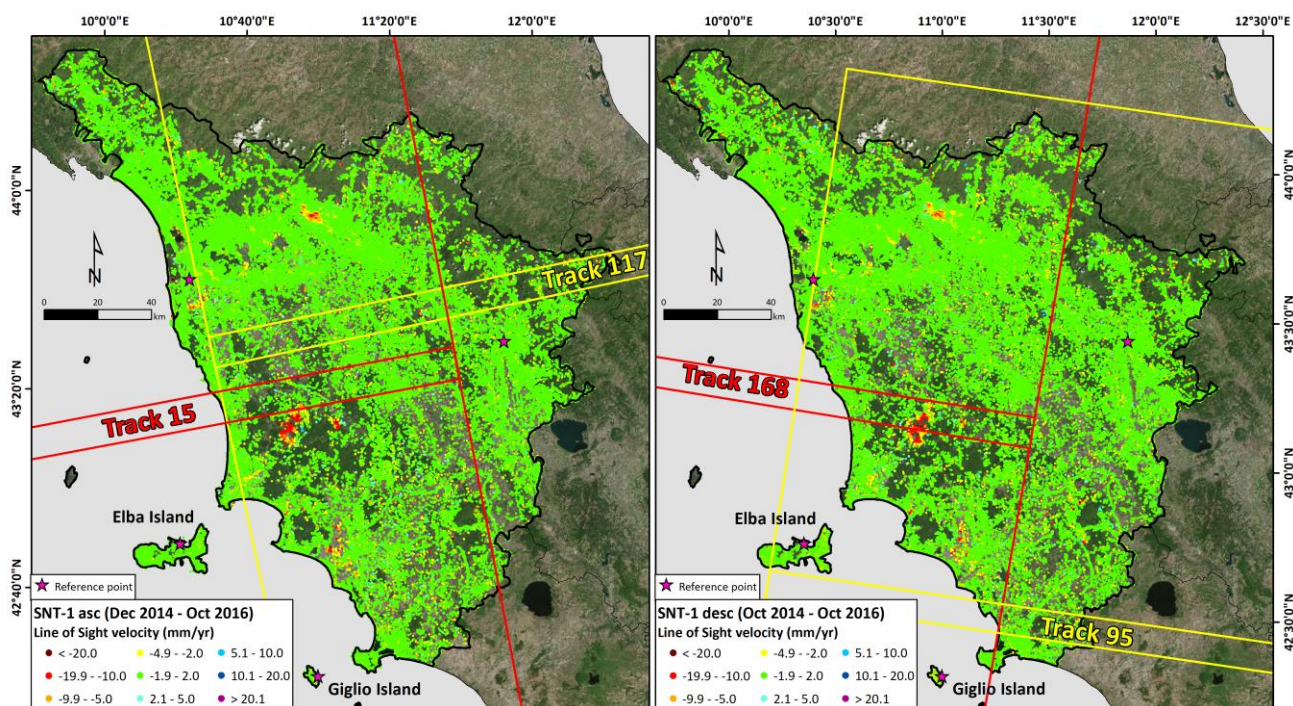 10°0'0"E 10°40'0"E 11°20'0"E 12°0'0"E
44°0'0"N
43°20'0"N
42°40'0"N
N
0 20 40
km
Track 117
Track 15
Elba Island
Giglio Island
Reference point
SNT-1 asc (Dec 2014 - Oct 2016)
Line of Sight velocity (mm/yr)
< -20.0 -4.9 - -2.0 5.1 - 10.0
-19.9 - -10.0 -1.9 - 2.0 10.1 - 20.0
-9.9 - -5.0 2.1 - 5.0 > 20.1
10°0'0"E 10°30'0"E 11°0'0"E 11°30'0"E 12°0'0"E 12°30'0"E
44°0'0"N
43°30'0"N
43°0'0"N
42°30'0"N
N
0 20 40
km
Track 168
Track 95
Elba Island
Giglio Island
Reference point
SNT-1 desc (Oct 2014 - Oct 2016)
Line of Sight velocity (mm/yr)
< -20.0 -4.9 - -2.0 5.1 - 10.0
-19.9 - -10.0 -1.9 - 2.0 10.1 - 20.0
-9.9 - -5.0 2.1 - 5.0 > 20.1